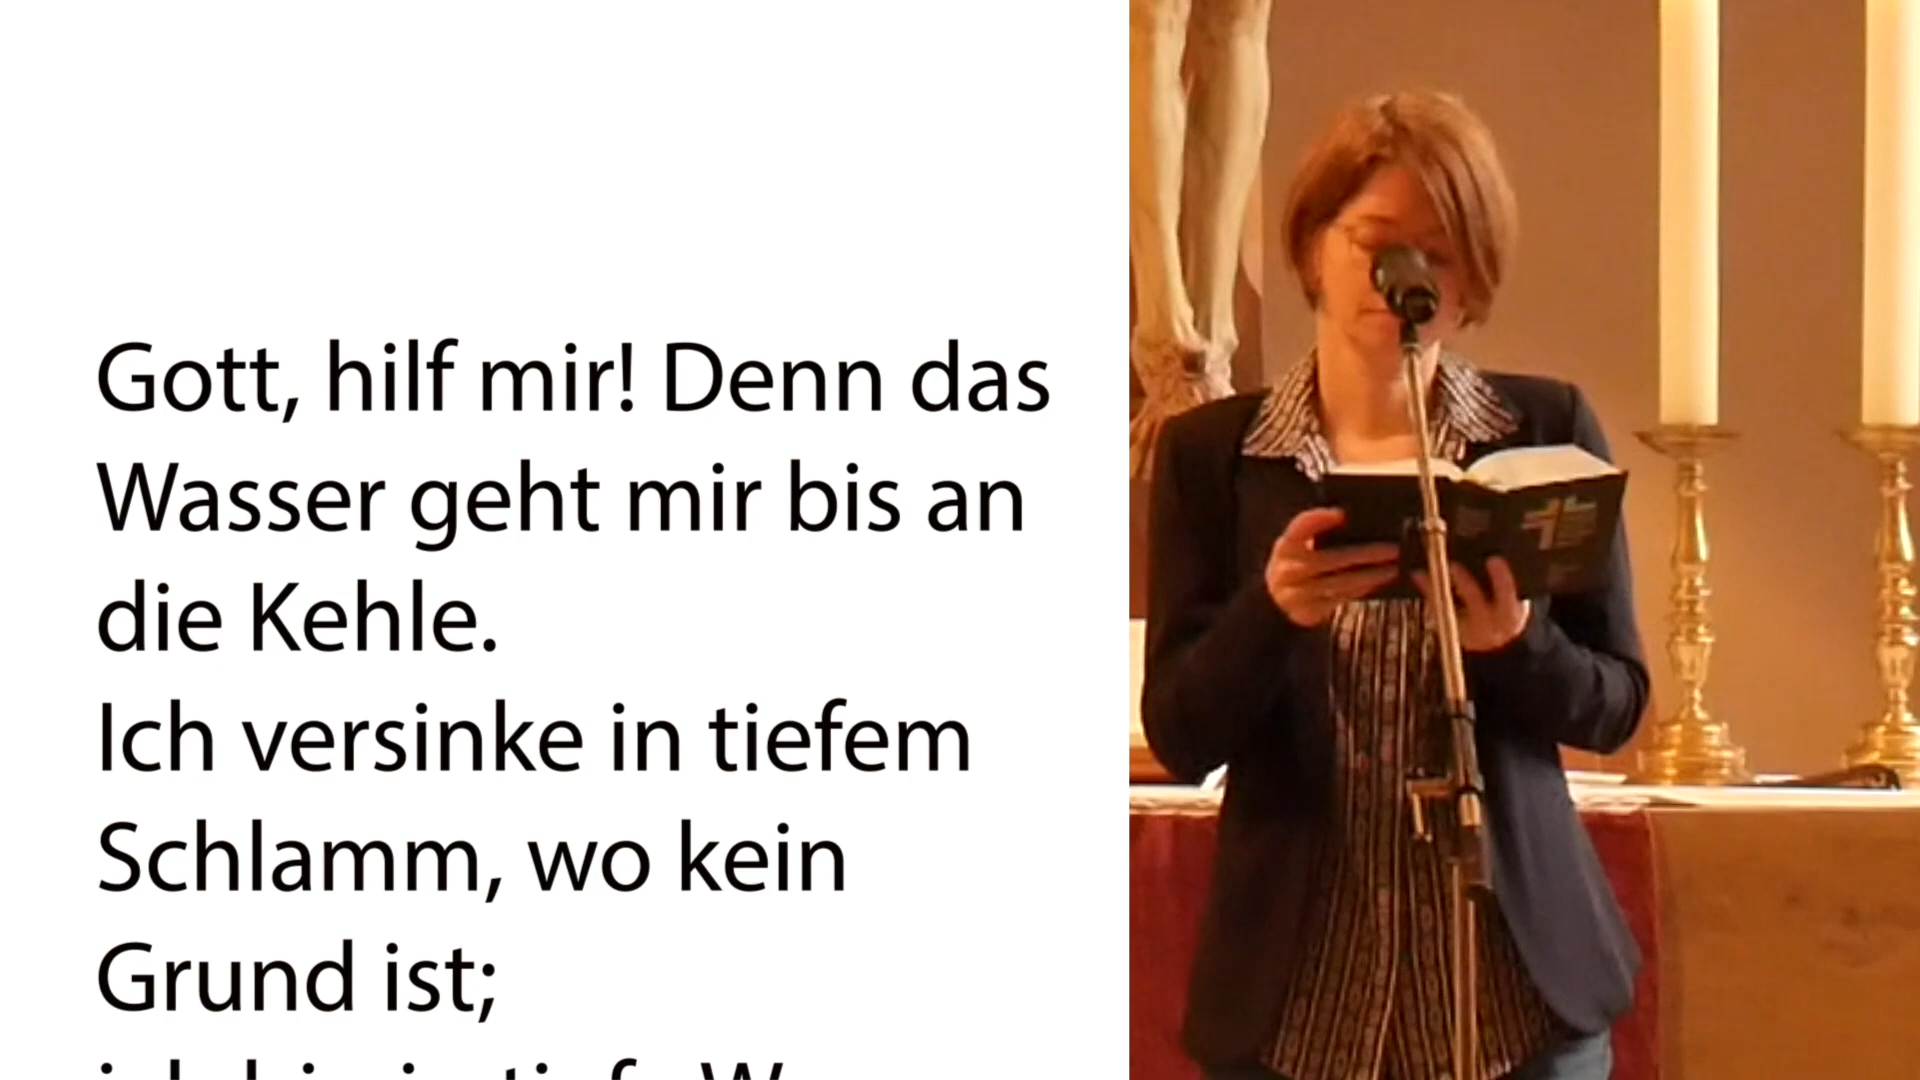 Gott, hilf mir! Denn das
Wasser geht mir bis an
die Kehle.
Ich versinke in tiefem
Schlamm, wo kein
Grund ist;